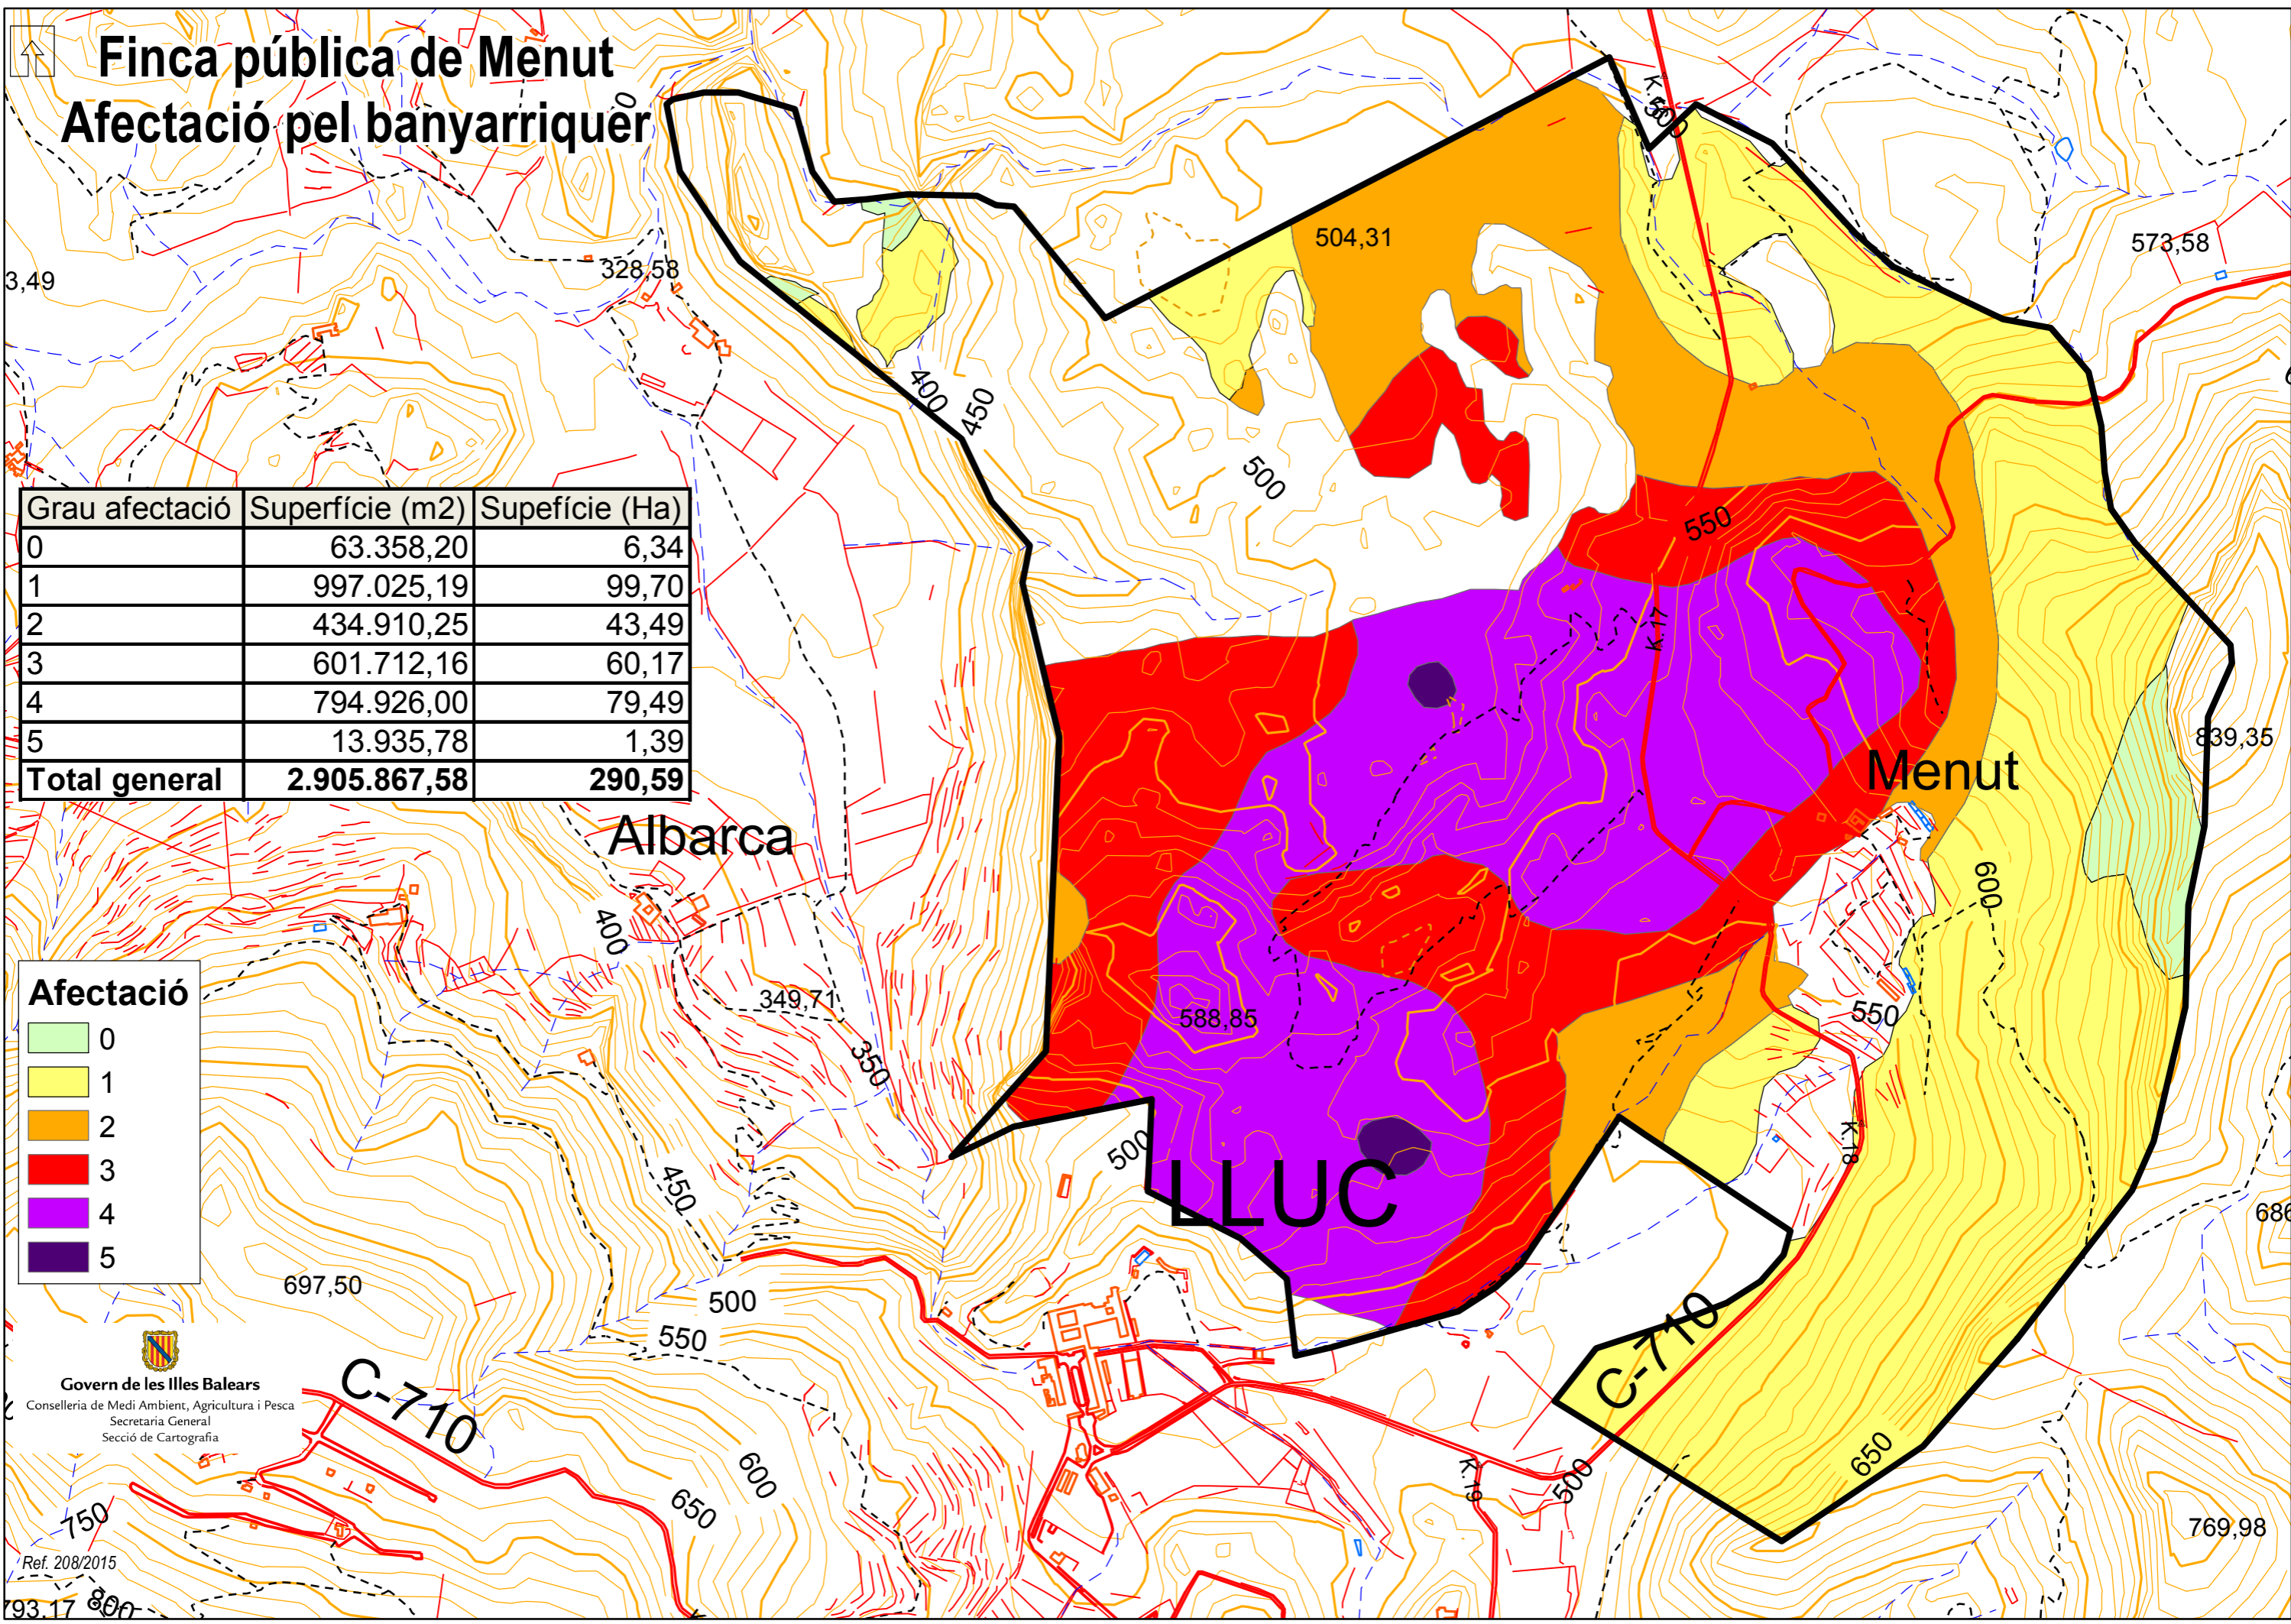 Finca pública de Menut
Afectació pel banyarriquer
K.
500
504,31
573,58
328,58
3,49
400
450
500
550
Grau afectació Superfície (m2) Supefície (Ha)
0 63.358,20 6,34
1 997.025,19 99,70
2 434.910,25 43,49
3 601.712,16 60,17
4 794.926,00 79,49
5 13.935,78 1,39
Total general 2.905.867,58 290,59
K.17
839,35
Menut
Albarca
600
400
349,71
588,85
550
350
Afectació
0
1
2
3
4
5
K.18
500
450
LLUC
686
697,50
500
550
C-710
Govern de les Illes Balears
Conselleria de Medi Ambient, Agricultura i Pesca
Secretaria General
Secció de Cartografia
C-710
650
600
650
K.19
500
750
769,98
Ref. 208/2015
793,17
800